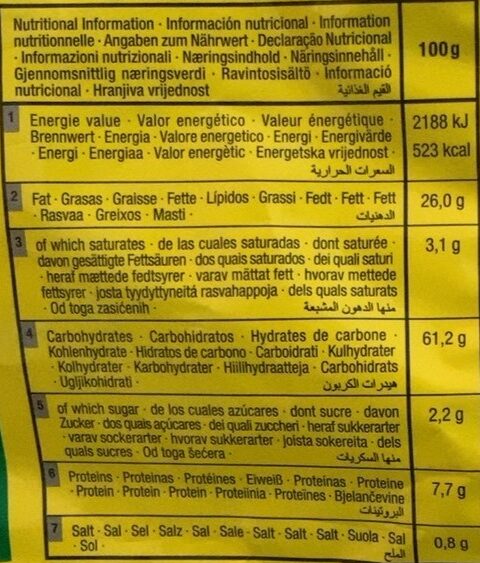 Nutritional Information · Información nutricional · Information
nutritionnelle · Angaben zum Nährwert · Declaração Nutricional
· Informazioni nutrizionali · Næringsindhold · Näringsinnehåll ·
Gjennomsnittlig næringsverdi · Ravintosisältö · Informació
nutricional · Hranjiva vrijednost القيم الغذائية
100g
1 Energie value · Valor energético · Valeur énergétique ·
Brennwert · Energia · Valore energetico · Energi · Energivärde
· Energi · Energiaa · Valor energètic · Energetska vrijednost ·
السعرات الحرارية
2188 kJ
523 kcal
2 Fat · Grasas · Graisse · Fette · Lípidos · Grassi · Fedt · Fett · Fett
· Rasvaa · Greixos · Masti · الدهنيات
26,0 g
3 of which saturates · de las cuales saturadas · dont saturée ·
davon gesättigte Fettsäuren · dos quais saturados · dei quali saturi
· heraf mættede fedtsyrer · varav mättat fett · hvorav mettede
fettsyrer · josta tyydyttyneitä rasvahappoja · dels quals saturats
· Od toga zasićenih · منها الدهون المشبعة
3,1 g
4 Carbohydrates · Carbohidratos · Hydrates de carbone ·
Kohlenhydrate · Hidratos de carbono · Carboidrati · Kulhydrater
· Kolhydrater · Karbohydrater · Hiilihydraatteja · Carbohidrats
· Ugljikohidrati · هيدرات الكربون
61,2 g
5 of which sugar · de los cuales azúcares · dont sucre · davon
Zucker · dos quais açúcares · dei quali zuccheri · heraf sukkerarter
· varav sockerarter · hvorav sukkerarter · joista sokereita · dels
quals sucres · Od toga šećera · منها السكريات
2,2 g
6 Proteins · Proteinas · Protéines · Eiweiß · Proteinas · Proteine
· Protein · Protein · Protein · Proteiinia · Proteïnes · Bjelančevine
البروتينات
7,7 g
7 Salt · Sal · Sel · Salz · Sal · Sale · Salt · Salt · Salt · Suola · Sal
· Sol · الملح
0,8 g